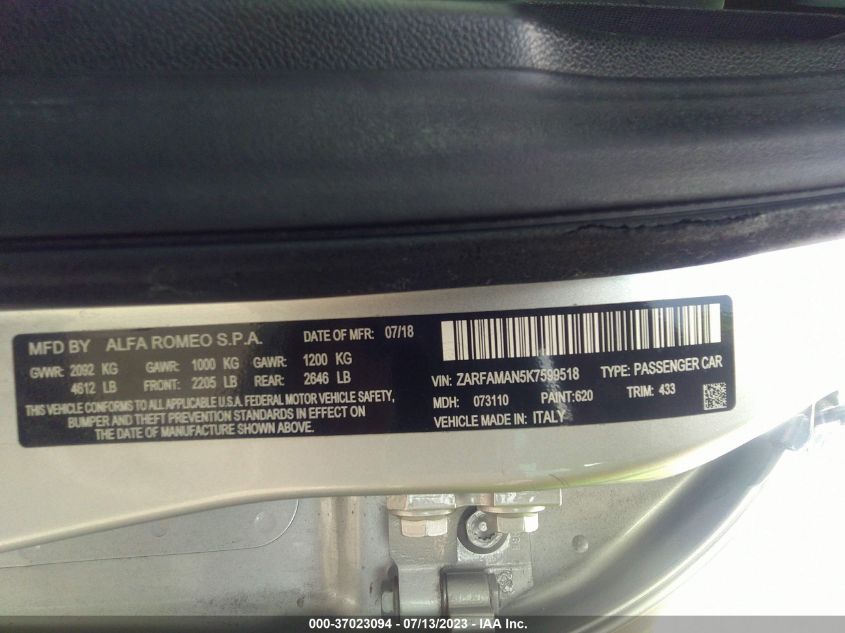 MFD BY ALFA ROMEO S.P.A. DATE OF MFR: 07/18
GVWR: 2092 KG GAWR: 1000 KG GAWR: 1200 KG
4612 LB FRONT: 2205 LB REAR: 2646 LB
THIS VEHICLE CONFORMS TO ALL APPLICABLE U.S.A. FEDERAL MOTOR VEHICLE SAFETY,
BUMPER AND THEFT PREVENTION STANDARDS IN EFFECT ON
THE DATE OF MANUFACTURE SHOWN ABOVE.
VIN: ZARFAMAN5K7599518 TYPE: PASSENGER CAR
MDH: 073110 PAINT:620 TRIM: 433
VEHICLE MADE IN: ITALY
000-37023094 - 07/13/2023 - IAA Inc.